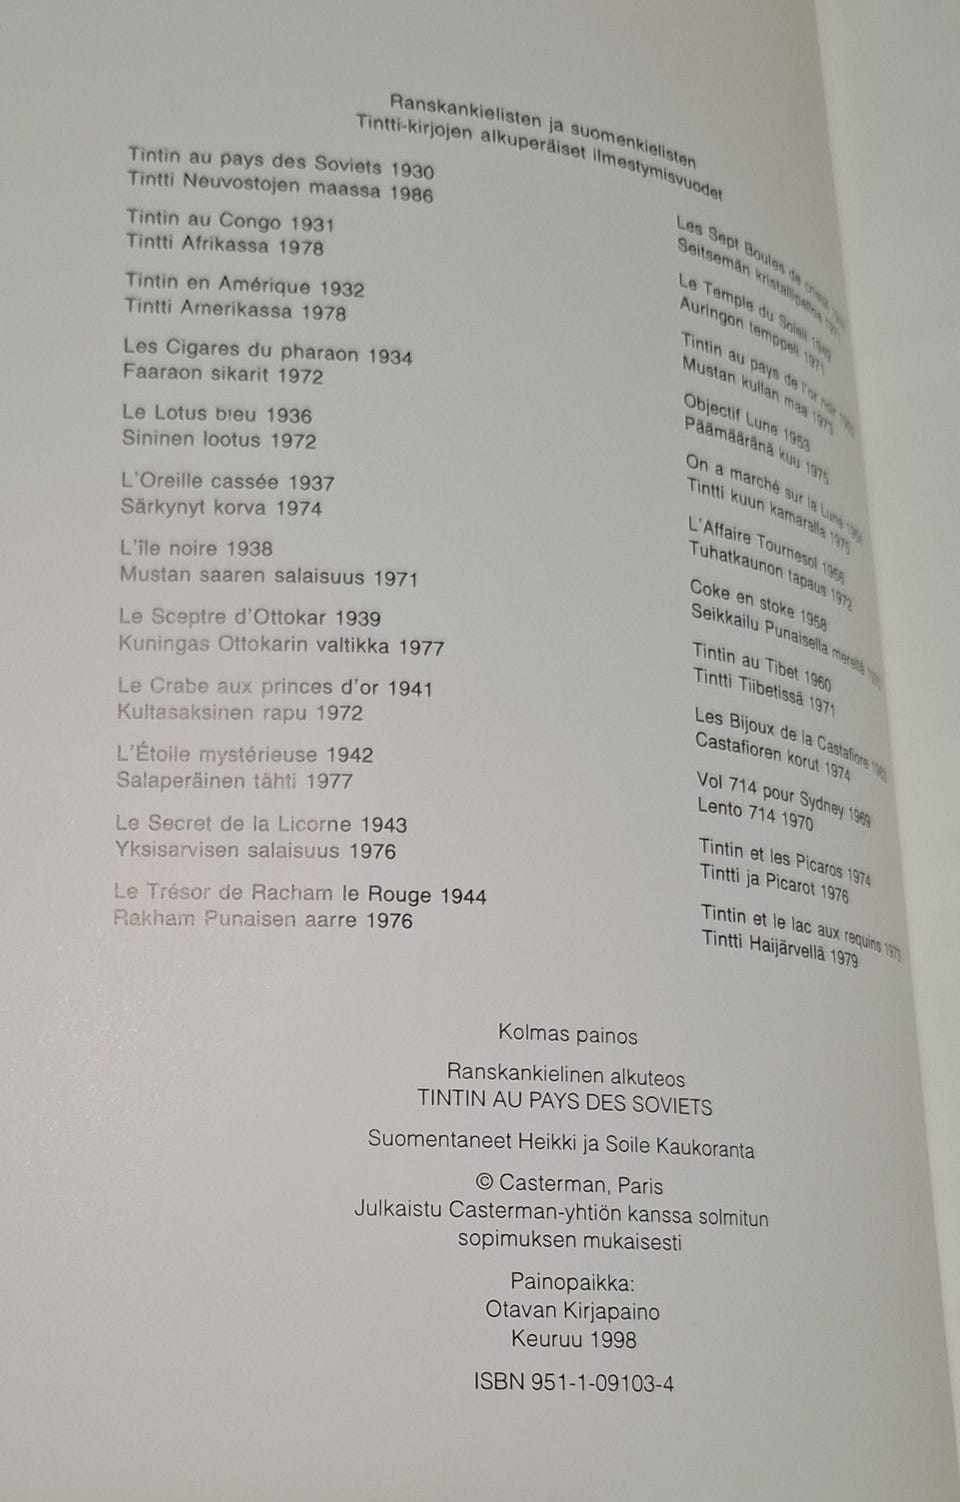 Ranskankielisten ja suomenkielisten
Tintti-kirjojen alkuperäiset ilmestymisvuodet
Tintin au pays des Soviets 1930
Tintti Neuvostojen maassa 1986
Tintin au Congo 1931
Tintti Afrikassa 1978
Tintin en Amérique 1932
Tintti Amerikassa 1978
Les Cigares du pharaon 1934
Faaraon sikarit 1972
Le Lotus bleu 1936
Sininen lootus 1972
L'Oreille cassée 1937
Särkynyt korva 1974
L'île noire 1938
Mustan saaren salaisuus 1971
Le Sceptre d'Ottokar 1939
Kuningas Ottokarin valtikka 1977
Le Crabe aux princes d'or 1941
Kultasaksinen rapu 1972
L'Étoile mystérieuse 1942
Salaperäinen tähti 1977
Le Secret de la Licorne 1943
Yksisarvisen salaisuus 1976
Le Trésor de Racham le Rouge 1944
Rakham Punaisen aarre 1976
Les Sept Boules de cristal
Seitsemän kristallipalloa
Le Temple du Soleil 1949
Auringon temppeli 1971
Tintin au pays de l'or noir
Mustan kullan maa 1973
Objectif Lune 1953
Päämääränä kuu 1975
On a marché sur la Lune 1954
Tintti kuun kamaralla 1975
L'Affaire Tournesol 1956
Tuhatkaunon tapaus 1972
Coke en stoke 1958
Seikkailu Punaisella merellä
Tintin au Tibet 1960
Tintti Tiibetissä 1971
Les Bijoux de la Castafiore 1963
Castafioren korut 1974
Vol 714 pour Sydney 1969
Lento 714 1970
Tintin et les Picaros 1974
Tintti ja Picarot 1976
Tintin et le lac aux requins 1973
Tintti Haijärvellä 1979
Kolmas painos
Ranskankielinen alkuteos
TINTIN AU PAYS DES SOVIETS
Suomentaneet Heikki ja Soile Kaukoranta
© Casterman, Paris
Julkaistu Casterman-yhtiön kanssa solmitun
sopimuksen mukaisesti
Painopaikka:
Otavan Kirjapaino
Keuruu 1998
ISBN 951-1-09103-4